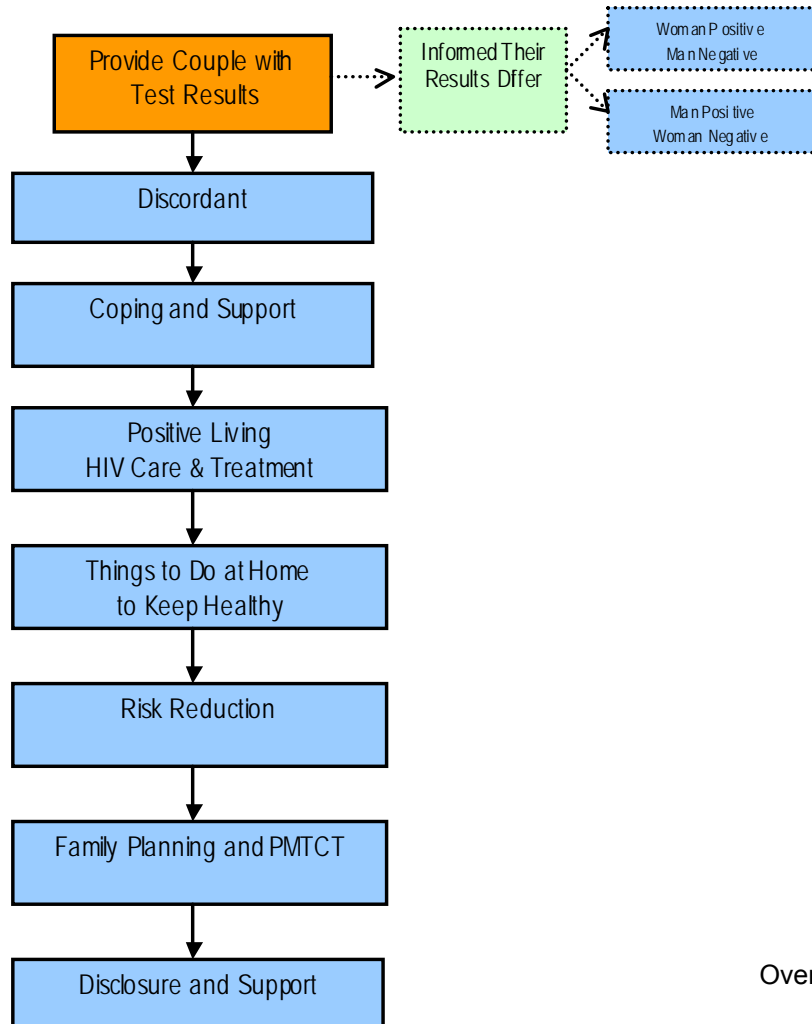 Provide Couple with
Test Results
Informed Their
Results Dffer
Woman Positive
Man Negative
Man Positive
Woman Negative
Discordant
Coping and Support
Positive Living
HIV Care & Treatment
Things to Do at Home
to Keep Healthy
Risk Reduction
Family Planning and PMTCT
Disclosure and Support
Over